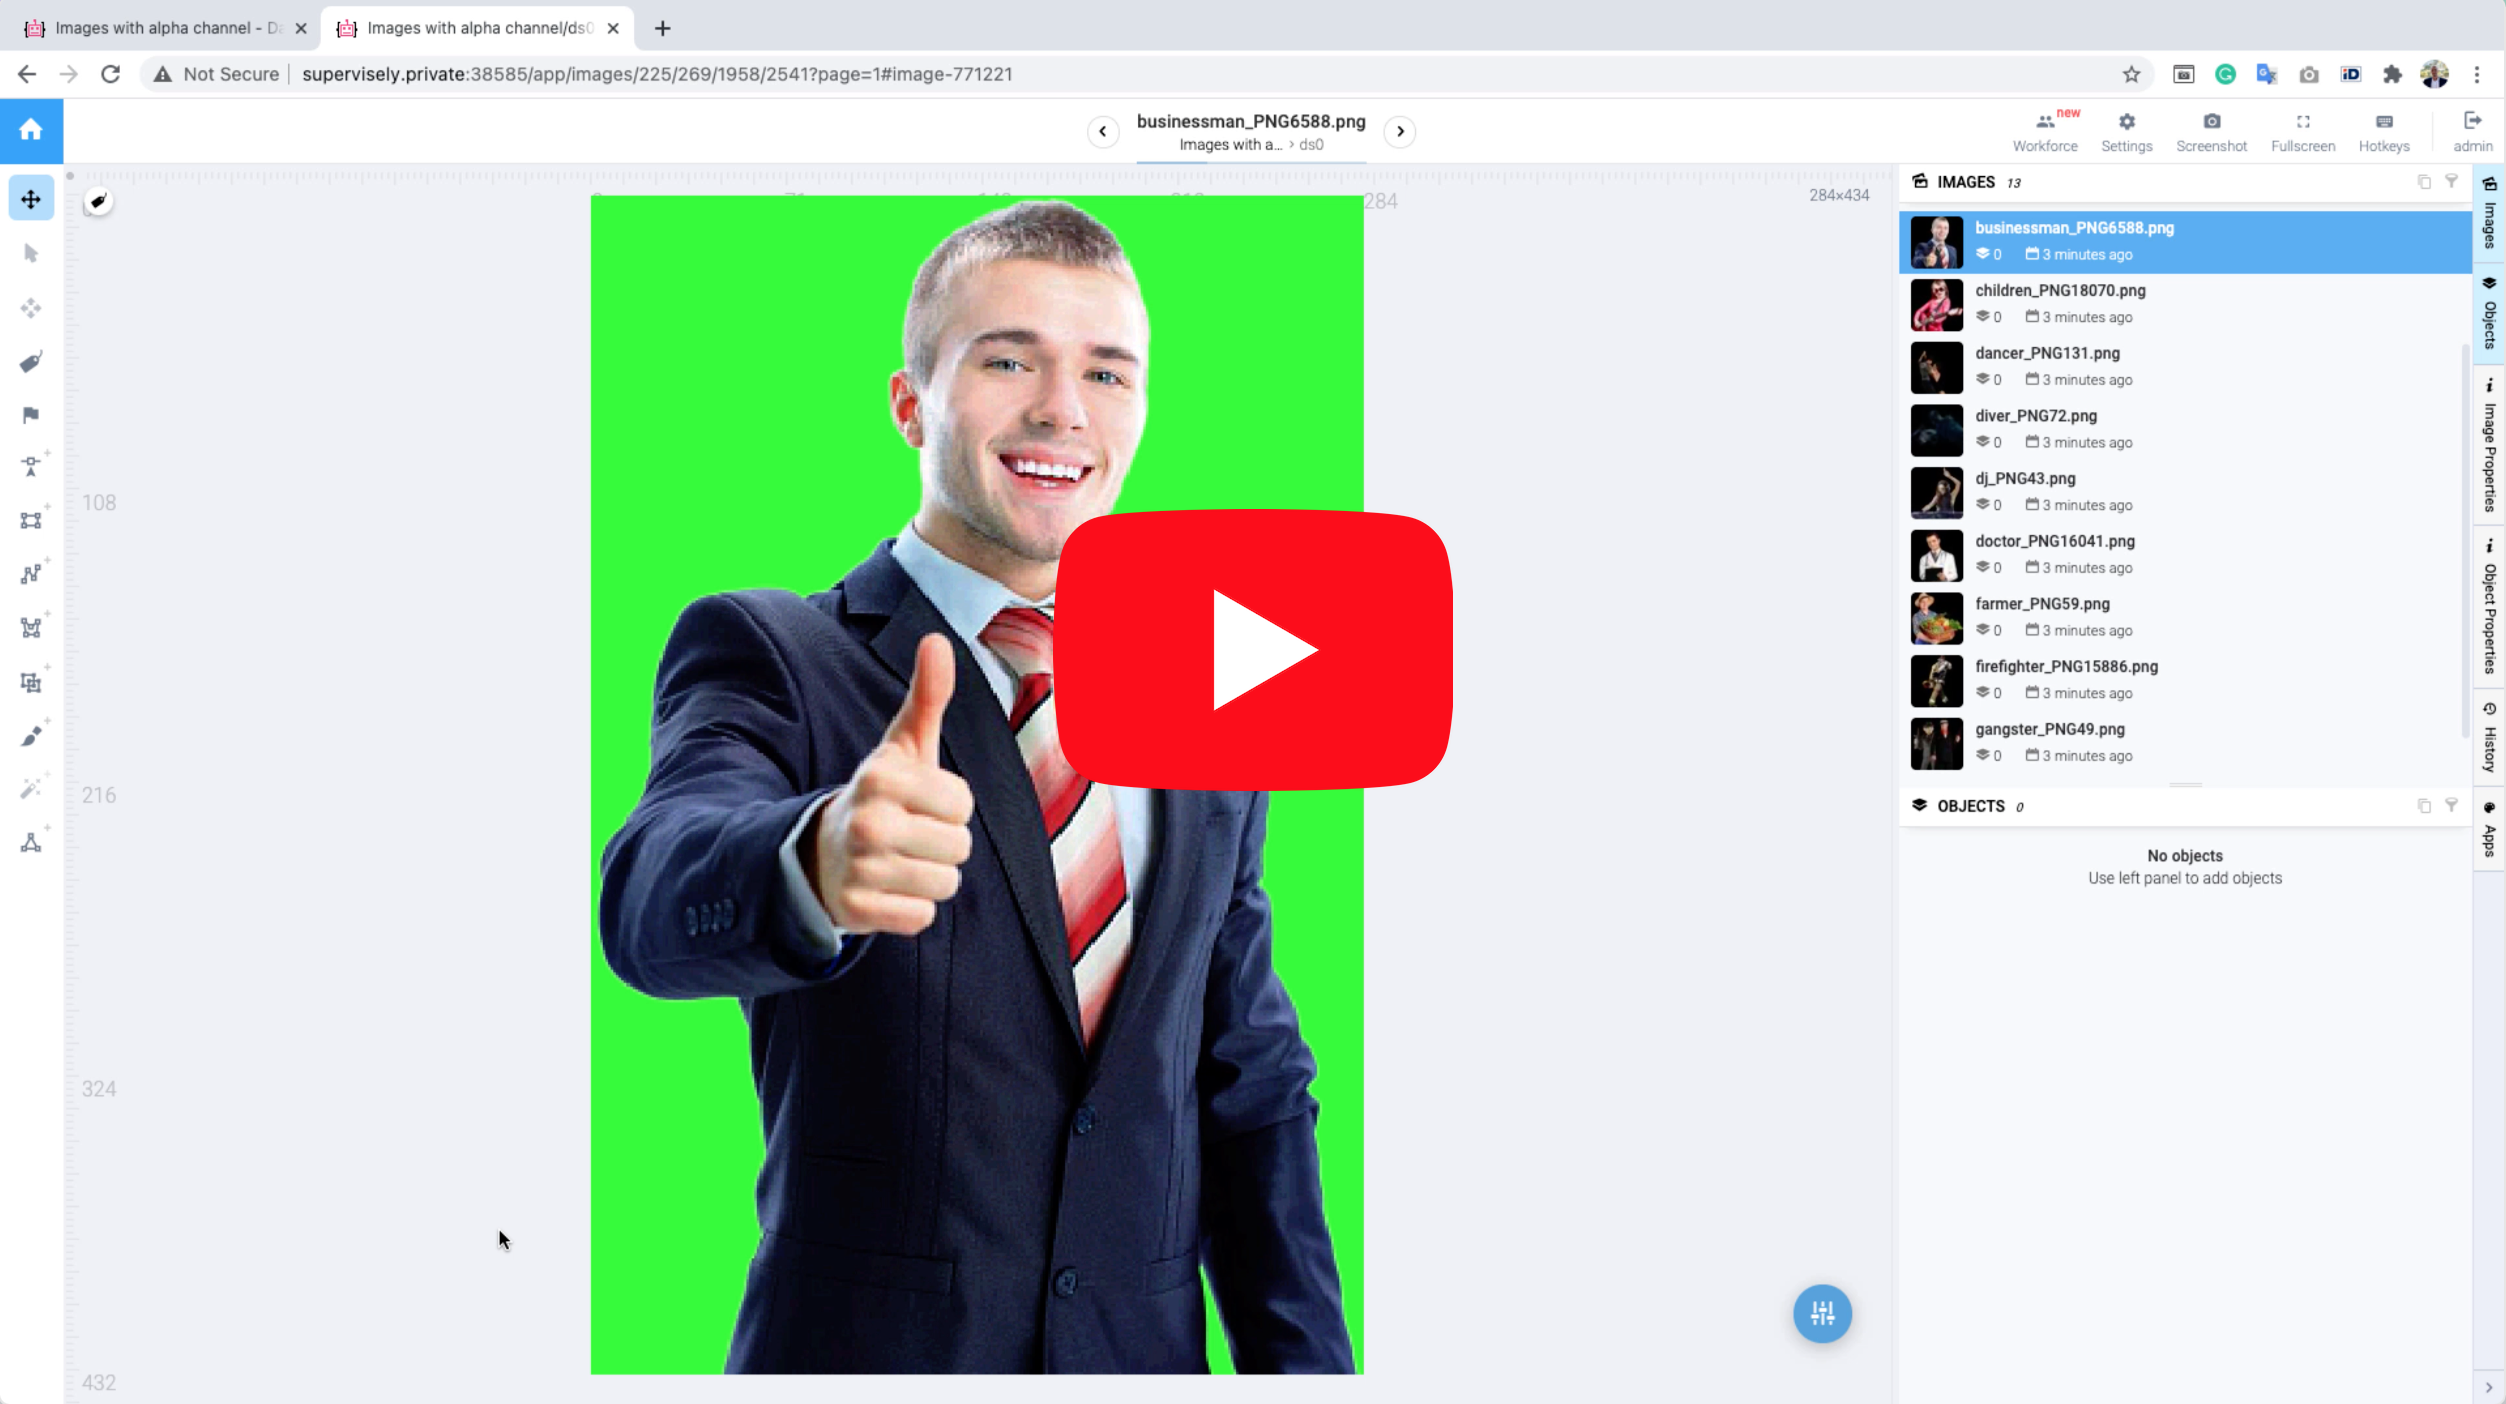 Images with alpha channel - Da
Images with alpha channel/ds0
Not Secure
supervisely.private:38585/app/images/225/269/1958/2541?page=1#image-771221
businessman_PNG6588.png
Images with a... › ds0
new
Workforce
Settings
Screenshot
Fullscreen
Hotkeys
admin
284
284×434
108
216
324
432
IMAGES 13
businessman_PNG6588.png
0 3 minutes ago
children_PNG18070.png
0 3 minutes ago
dancer_PNG131.png
0 3 minutes ago
diver_PNG72.png
0 3 minutes ago
dj_PNG43.png
0 3 minutes ago
doctor_PNG16041.png
0 3 minutes ago
farmer_PNG59.png
0 3 minutes ago
firefighter_PNG15886.png
0 3 minutes ago
gangster_PNG49.png
0 3 minutes ago
OBJECTS 0
No objects
Use left panel to add objects
Images
Objects
Image Properties
Object Properties
History
Apps